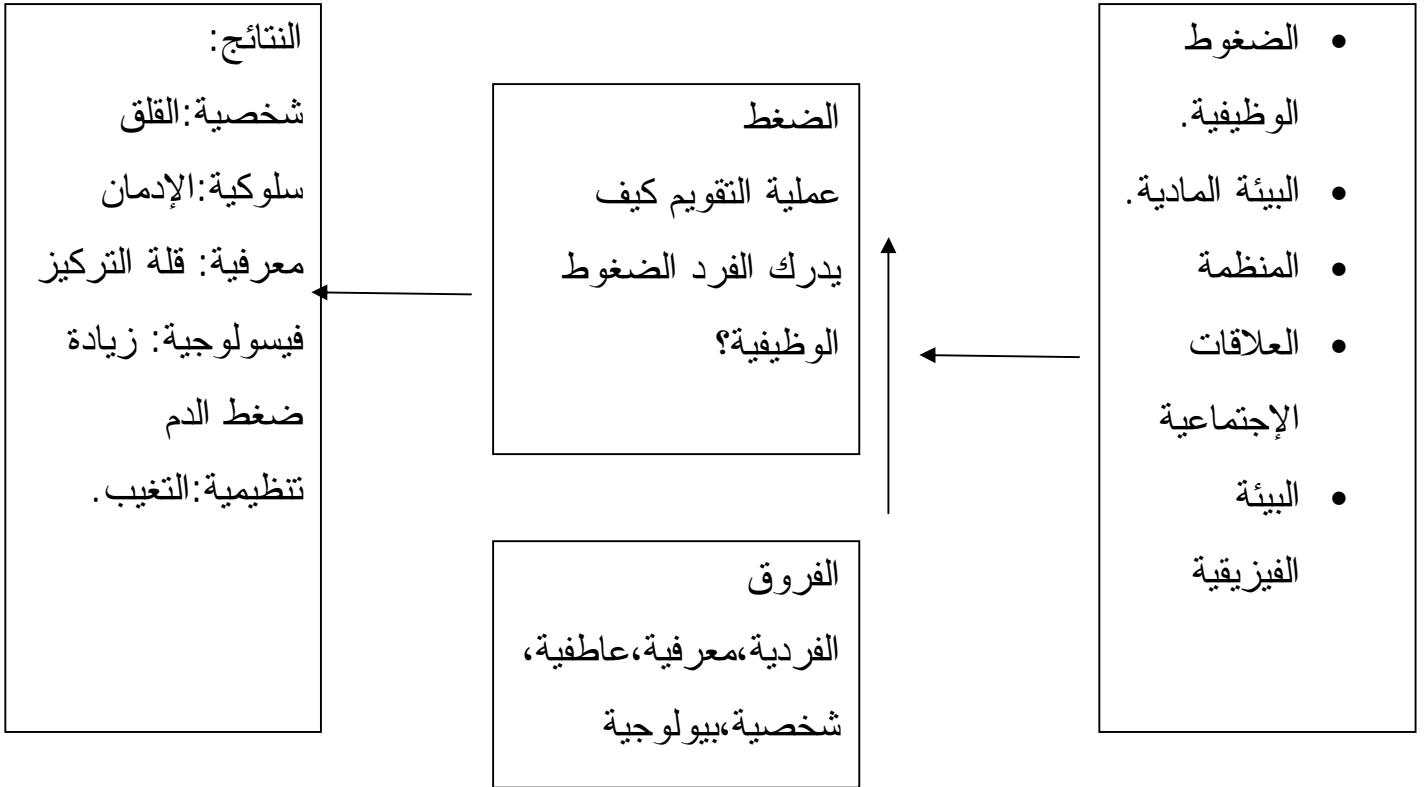 الضغوط
الوظيفية.
البيئة المادية.
المنظمة
العلاقات
الإجتماعية
البيئة
الفيزيقية
الضغط
عملية التقويم كيف
يدرك الفرد الضغوط
الوظيفية؟
الفروق
الفردية،معرفية،عاطفية،
شخصية،بيولوجية
النتائج:
شخصية:القلق
سلوكية:الإدمان
معرفية: قلة التركيز
فيسولوجية: زيادة
ضغط الدم
تنظيمية:التغيب.